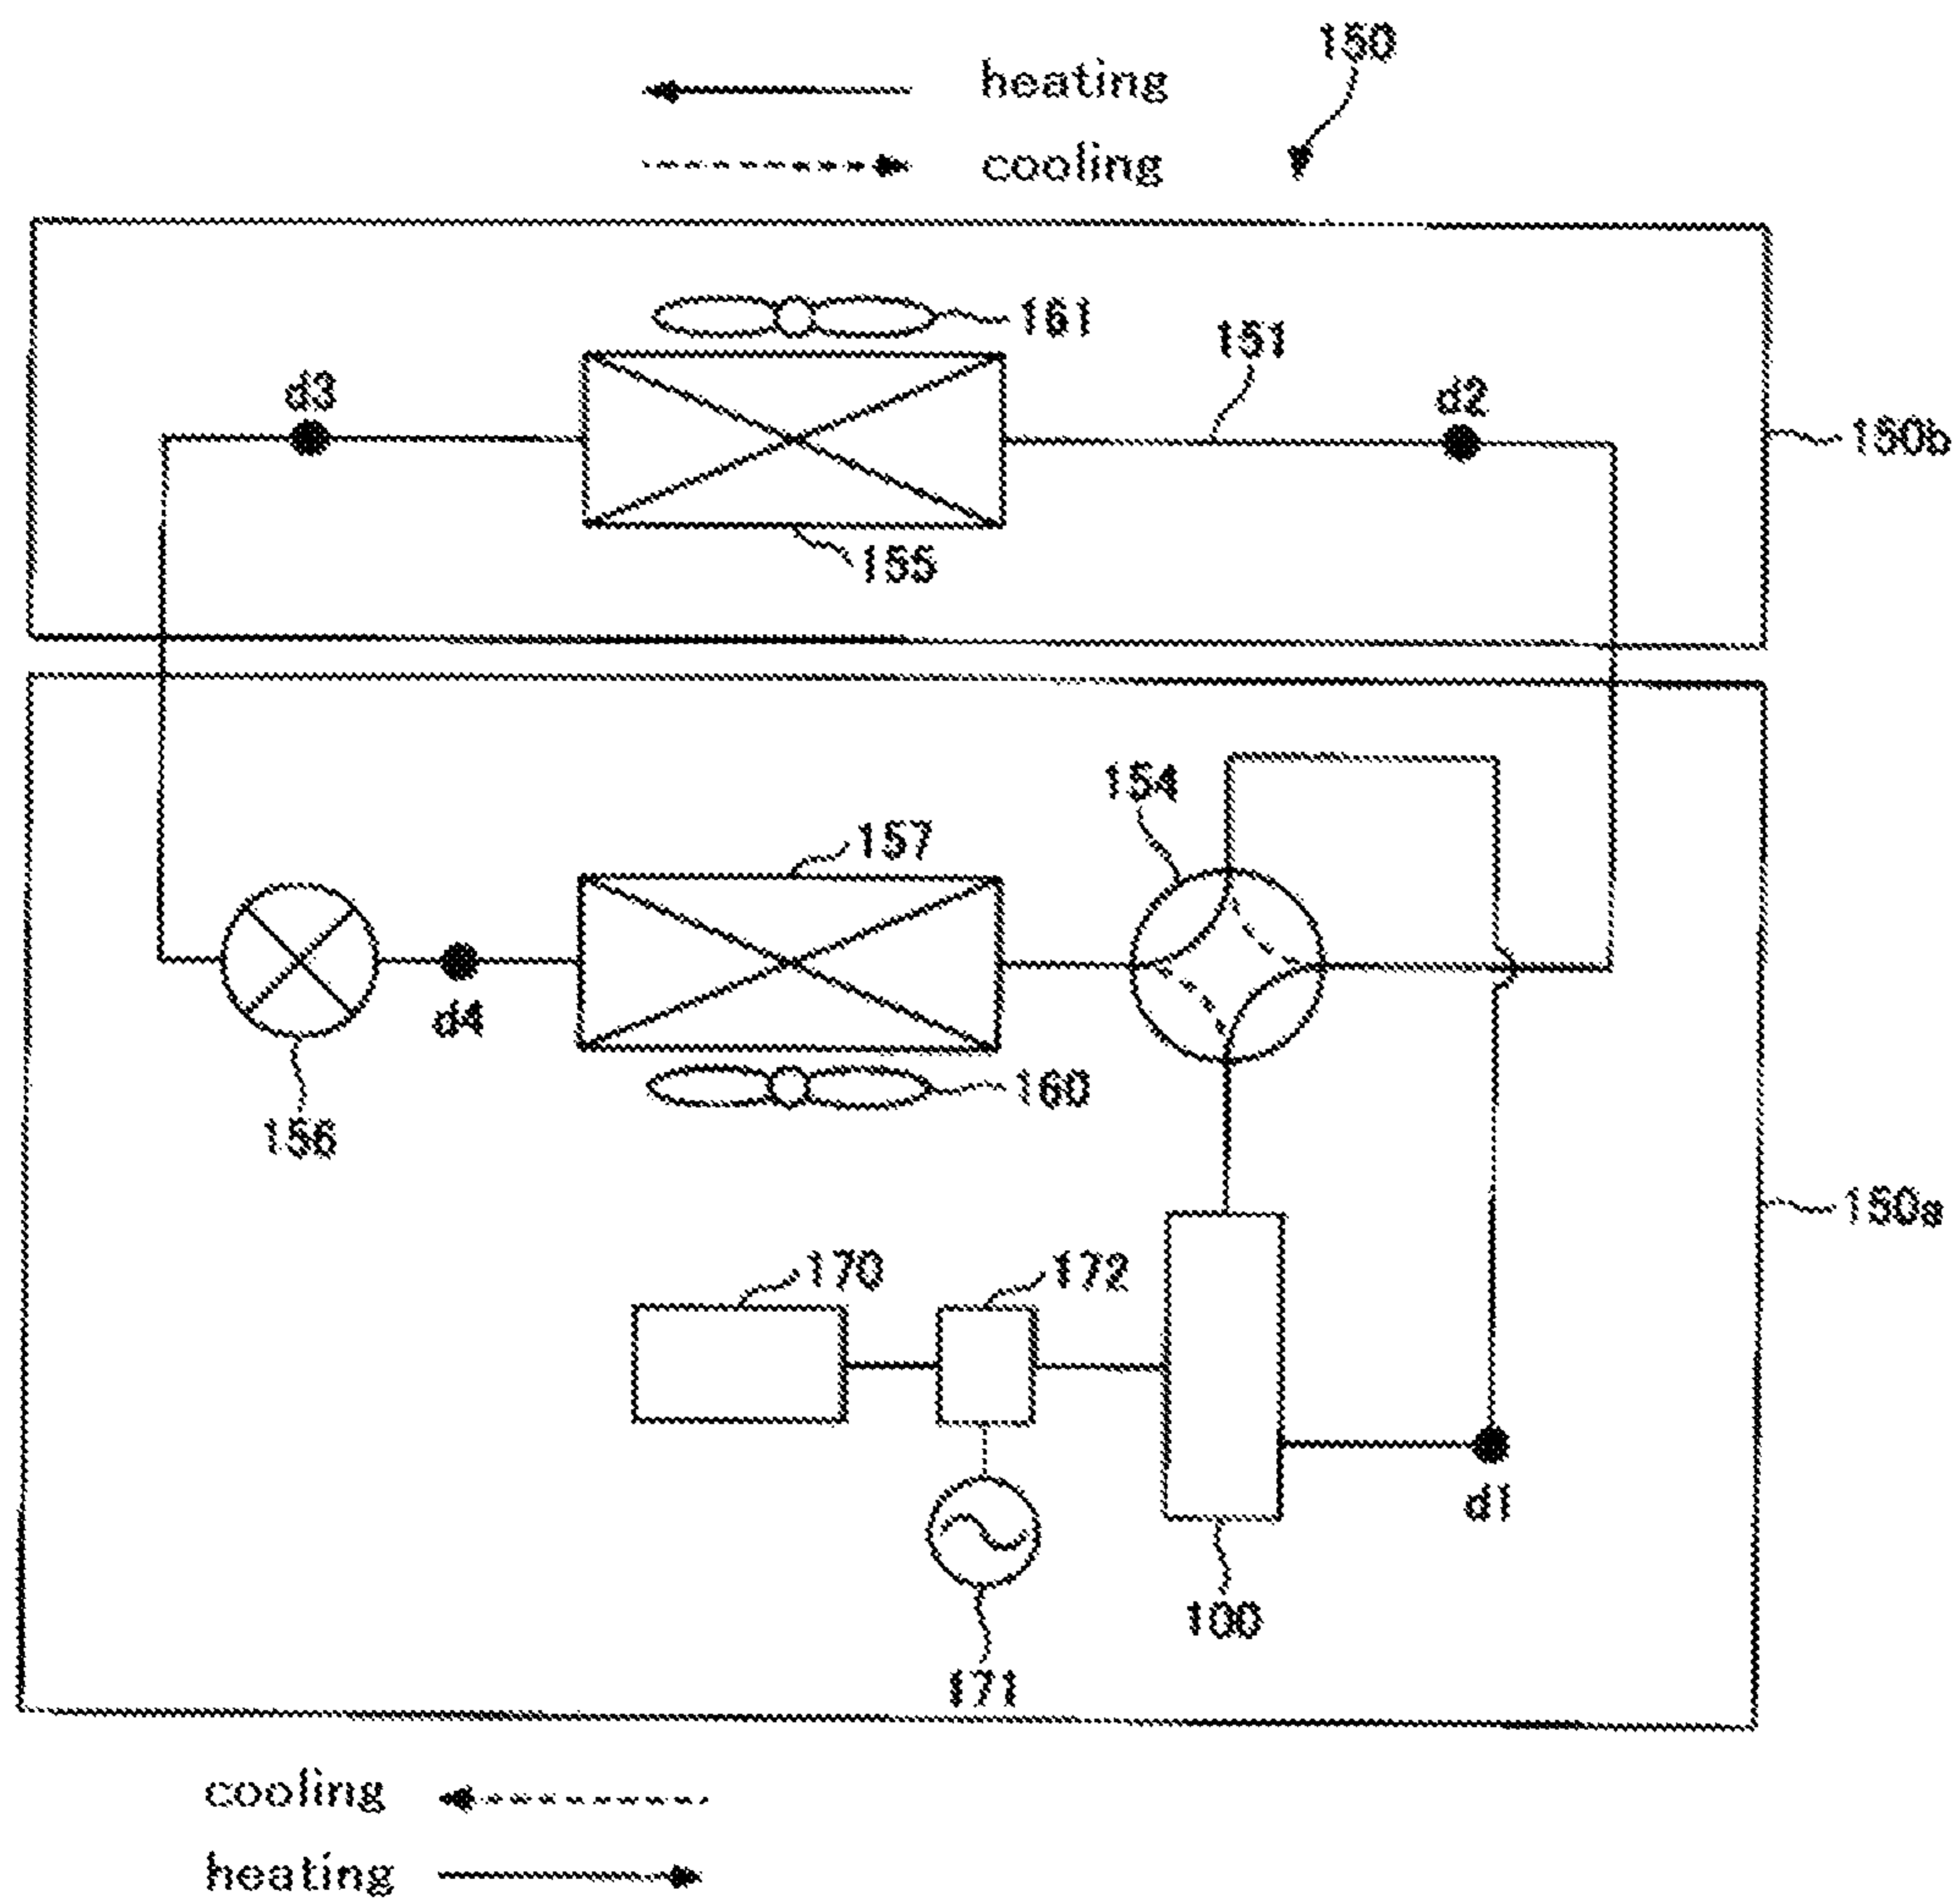 150
heating
cooling
161
151
d3
d2
150b
155
154
157
d4
160
156
150a
170
172
d1
100
171
cooling
heating